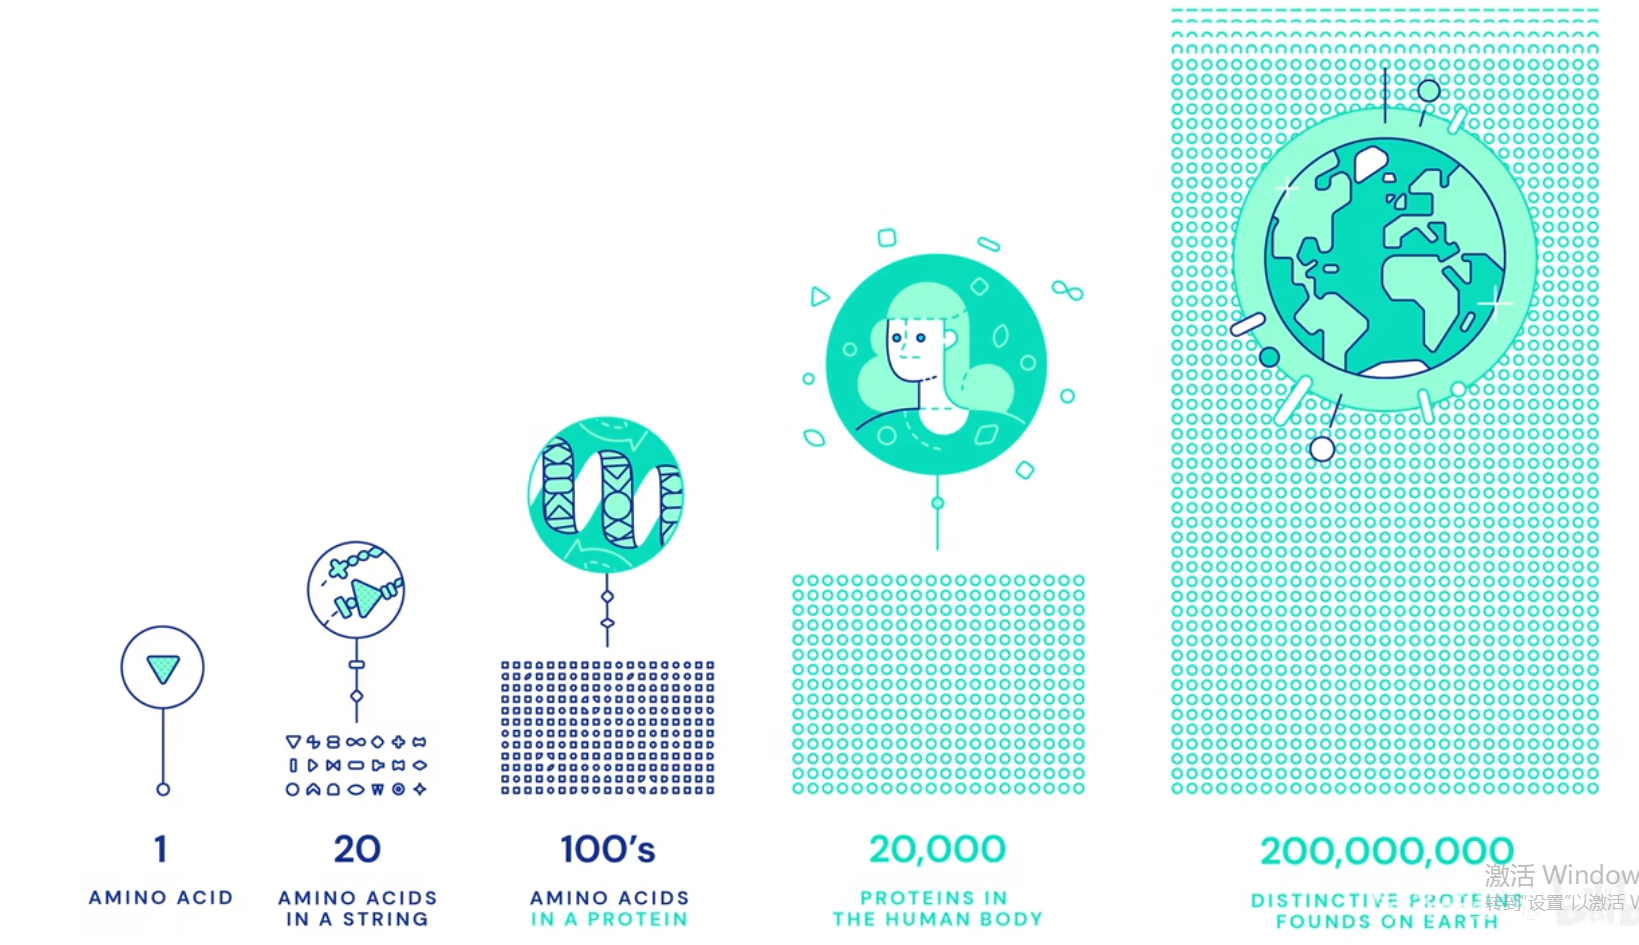 1
AMINO ACID
20
AMINO ACIDS
IN A STRING
100's
AMINO ACIDS
IN A PROTEIN
20,000
PROTEINS IN
THE HUMAN BODY
200,000,000
DISTINCTIVE PROTEINS
FOUNDS ON EARTH
激活 Window
转到"设置"以激活 W